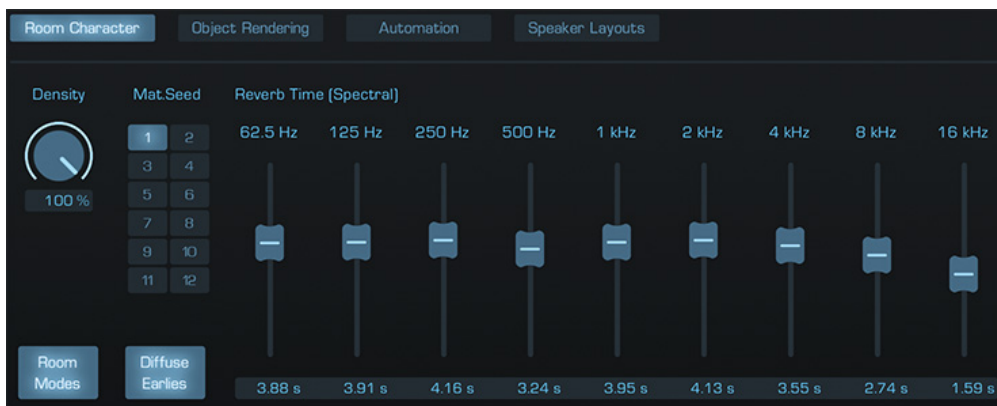 Room Character Object Rendering Automation Speaker Layouts
Density Mat.Seed Reverb Time (Spectral)
62.5 Hz 125 Hz 250 Hz 500 Hz 1 kHz 2 kHz 4 kHz 8 kHz 16 kHz
1 2
3 4
100 % 5 6
7 8
9 10
11 12
Room Modes
Diffuse Earlies
3.88 s 3.91 s 4.16 s 3.24 s 3.95 s 4.13 s 3.55 s 2.74 s 1.59 s